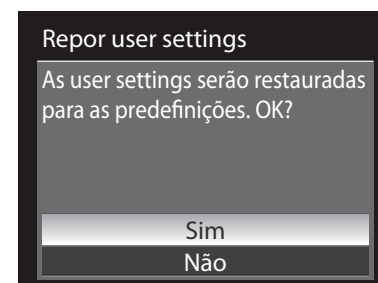 Repor user settings
As user settings serão restauradas
para as predefinições. OK?
Sim
Não